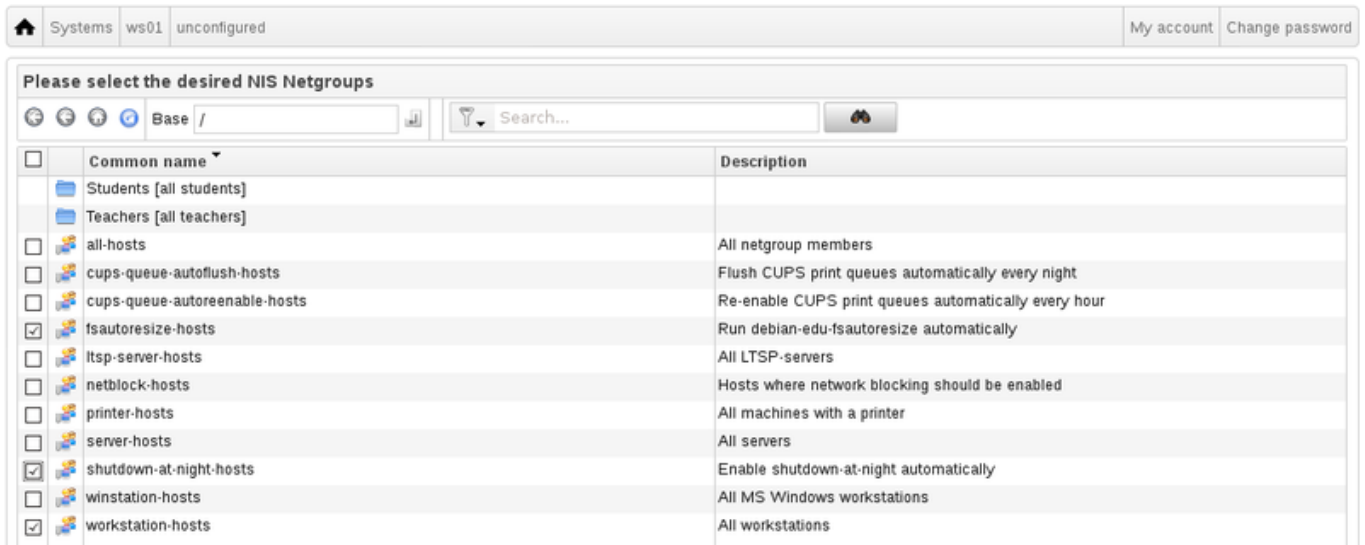 Systems ws01 unconfigured My account Change password
Please select the desired NIS Netgroups
Base / Search...
Common name Description
Students [all students]
Teachers [all teachers]
all-hosts All netgroup members
cups-queue-autoflush-hosts Flush CUPS print queues automatically every night
cups-queue-autoreenable-hosts Re-enable CUPS print queues automatically every hour
fsautoresize-hosts Run debian-edu-fsautoresize automatically
ltsp-server-hosts All LTSP-servers
netblock-hosts Hosts where network blocking should be enabled
printer-hosts All machines with a printer
server-hosts All servers
shutdown-at-night-hosts Enable shutdown-at-night automatically
winstation-hosts All MS Windows workstations
workstation-hosts All workstations